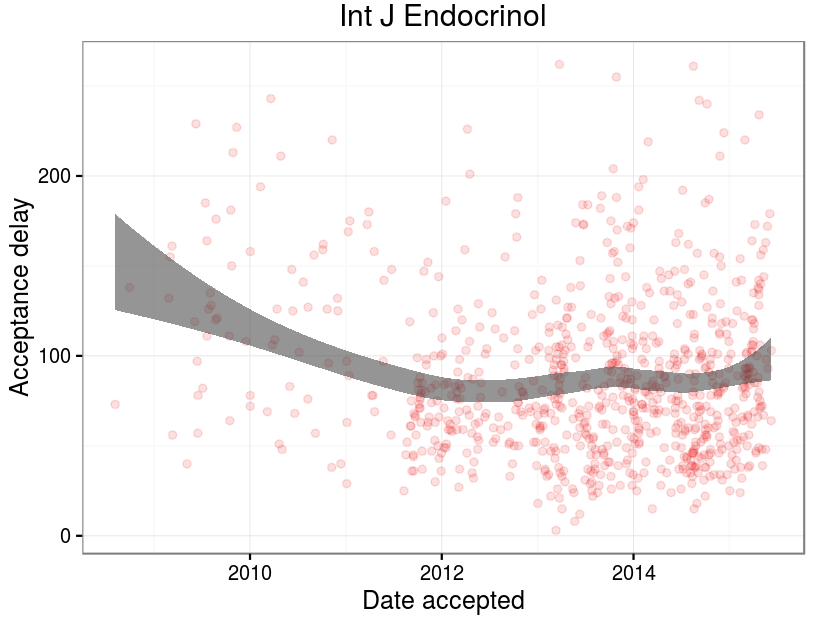 Int J Endocrinol
Acceptance delay
200
100
0
2010 2012 2014
Date accepted